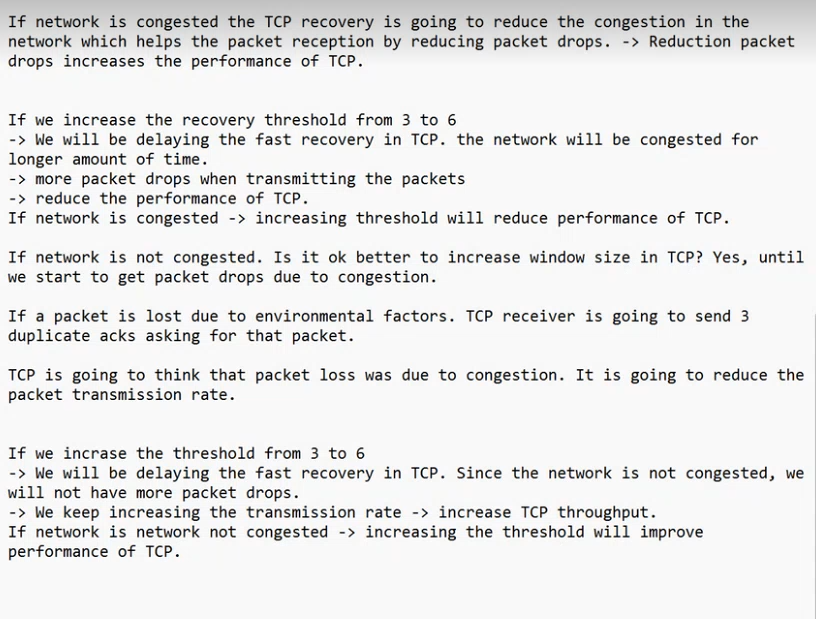 If network is congested the TCP recovery is going to reduce the congestion in the
network which helps the packet reception by reducing packet drops. -> Reduction packet
drops increases the performance of TCP.
If we increase the recovery threshold from 3 to 6
-> We will be delaying the fast recovery in TCP. the network will be congested for
longer amount of time.
-> more packet drops when transmitting the packets
-> reduce the performance of TCP.
If network is congested -> increasing threshold will reduce performance of TCP.
If network is not congested. Is it ok better to increase window size in TCP? Yes, until
we start to get packet drops due to congestion.
If a packet is lost due to environmental factors. TCP receiver is going to send 3
duplicate acks asking for that packet.
TCP is going to think that packet loss was due to congestion. It is going to reduce the
packet transmission rate.
If we incrase the threshold from 3 to 6
-> We will be delaying the fast recovery in TCP. Since the network is not congested, we
will not have more packet drops.
-> We keep increasing the transmission rate -> increase TCP throughput.
If network is network not congested -> increasing the threshold will improve
performance of TCP.